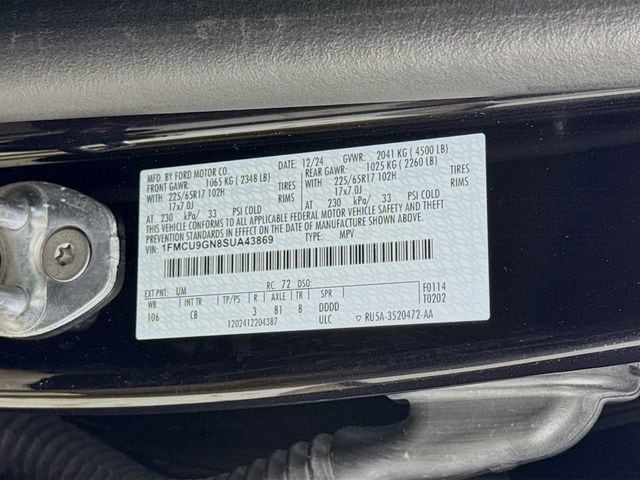 MFD. BY FORD MOTOR CO. DATE: 12/24 GVWR: 2041 KG ( 4500 LB)
FRONT GAWR: 1065 KG ( 2348 LB) REAR GAWR: 1025 KG ( 2260 LB)
WITH 225/65R17 102H TIRES WITH 225/65R17 102H TIRES
17x7.0J RIMS 17x7.0J RIMS
AT 230 kPa/ 33 PSI COLD AT 230 kPa/ 33 PSI COLD
THIS VEHICLE CONFORMS TO ALL APPLICABLE FEDERAL MOTOR VEHICLE SAFETY AND THEFT
PREVENTION STANDARDS IN EFFECT ON THE DATE OF MANUFACTURE SHOWN ABOVE.
VIN: 1FMCU9GN8SUA43869 TYPE: MPV
EXT PNT: UM RC: 72 DSO: F0114
WB INT TR TP/PS R AXLE TR SPR T0202
106 CB 3 81 8 DDDD
1202412204387 ULC ▽ RU5A-3520472-AA